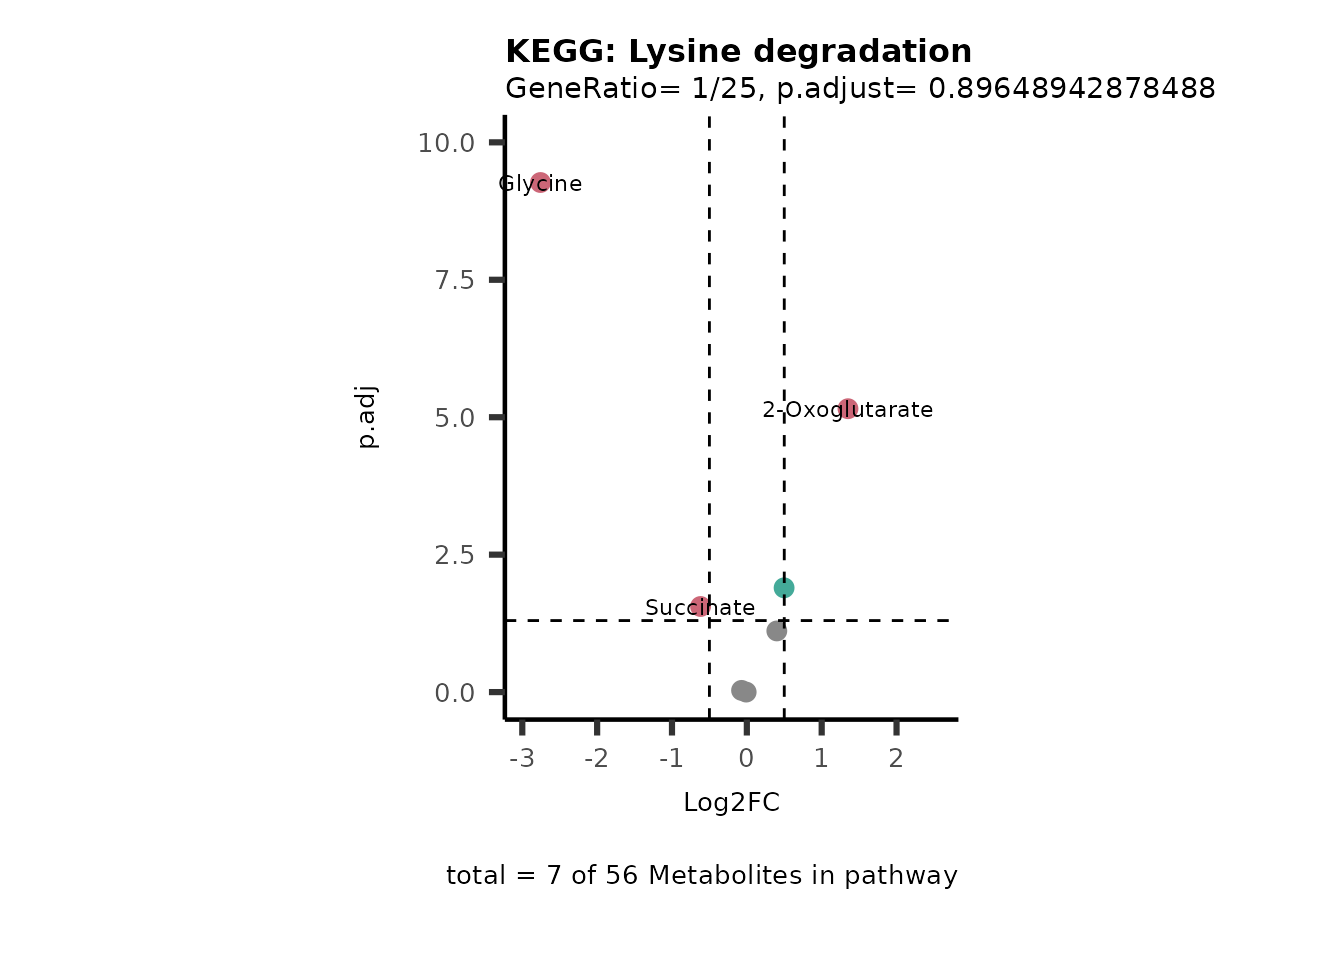 KEGG: Lysine degradation
GeneRatio= 1/25, p.adjust= 0.89648942878488
10.0
Glycine
7.5
p.adj
5.0
2-Oxoglutarate
2.5
Succinate
0.0
-3 -2 -1 0 1 2
Log2FC
total = 7 of 56 Metabolites in pathway